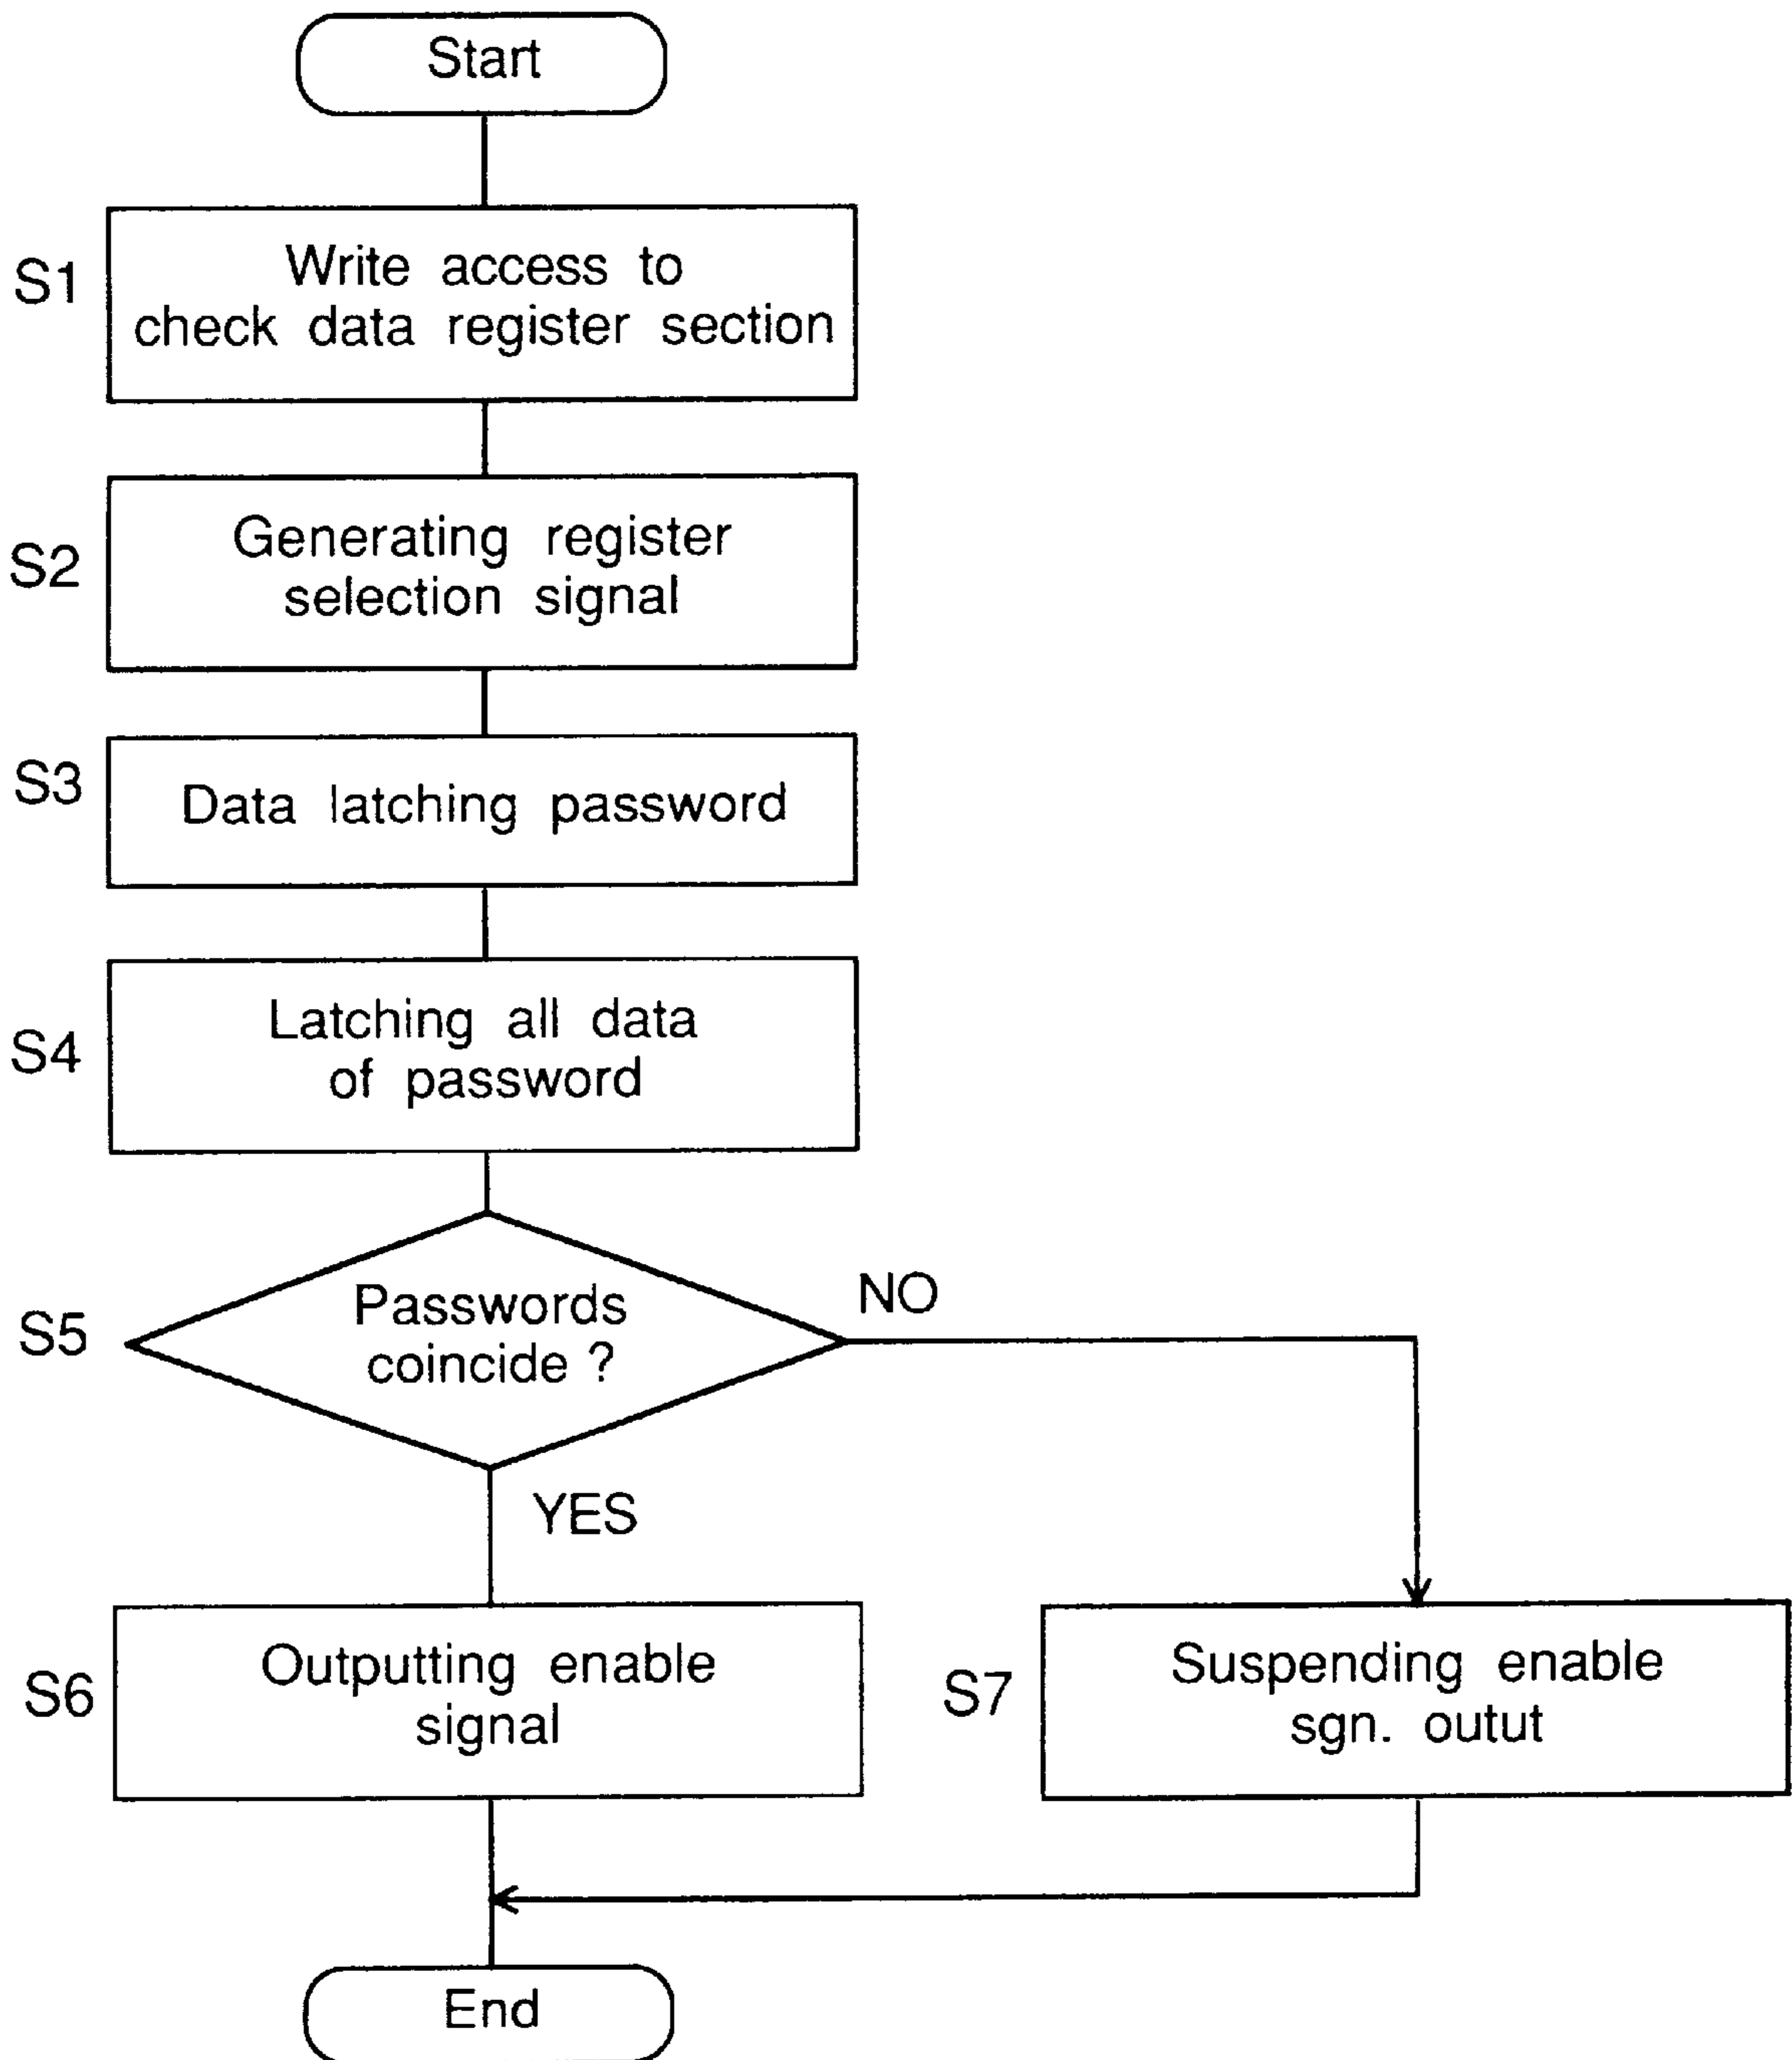 Start
S1
Write access to
check data register section
S2
Generating register
selection signal
S3
Data latching password
S4
Latching all data
of password
S5
Passwords
coincide ?
NO
YES
S6
Outputting enable
signal
S7
Suspending enable
sgn. outut
End